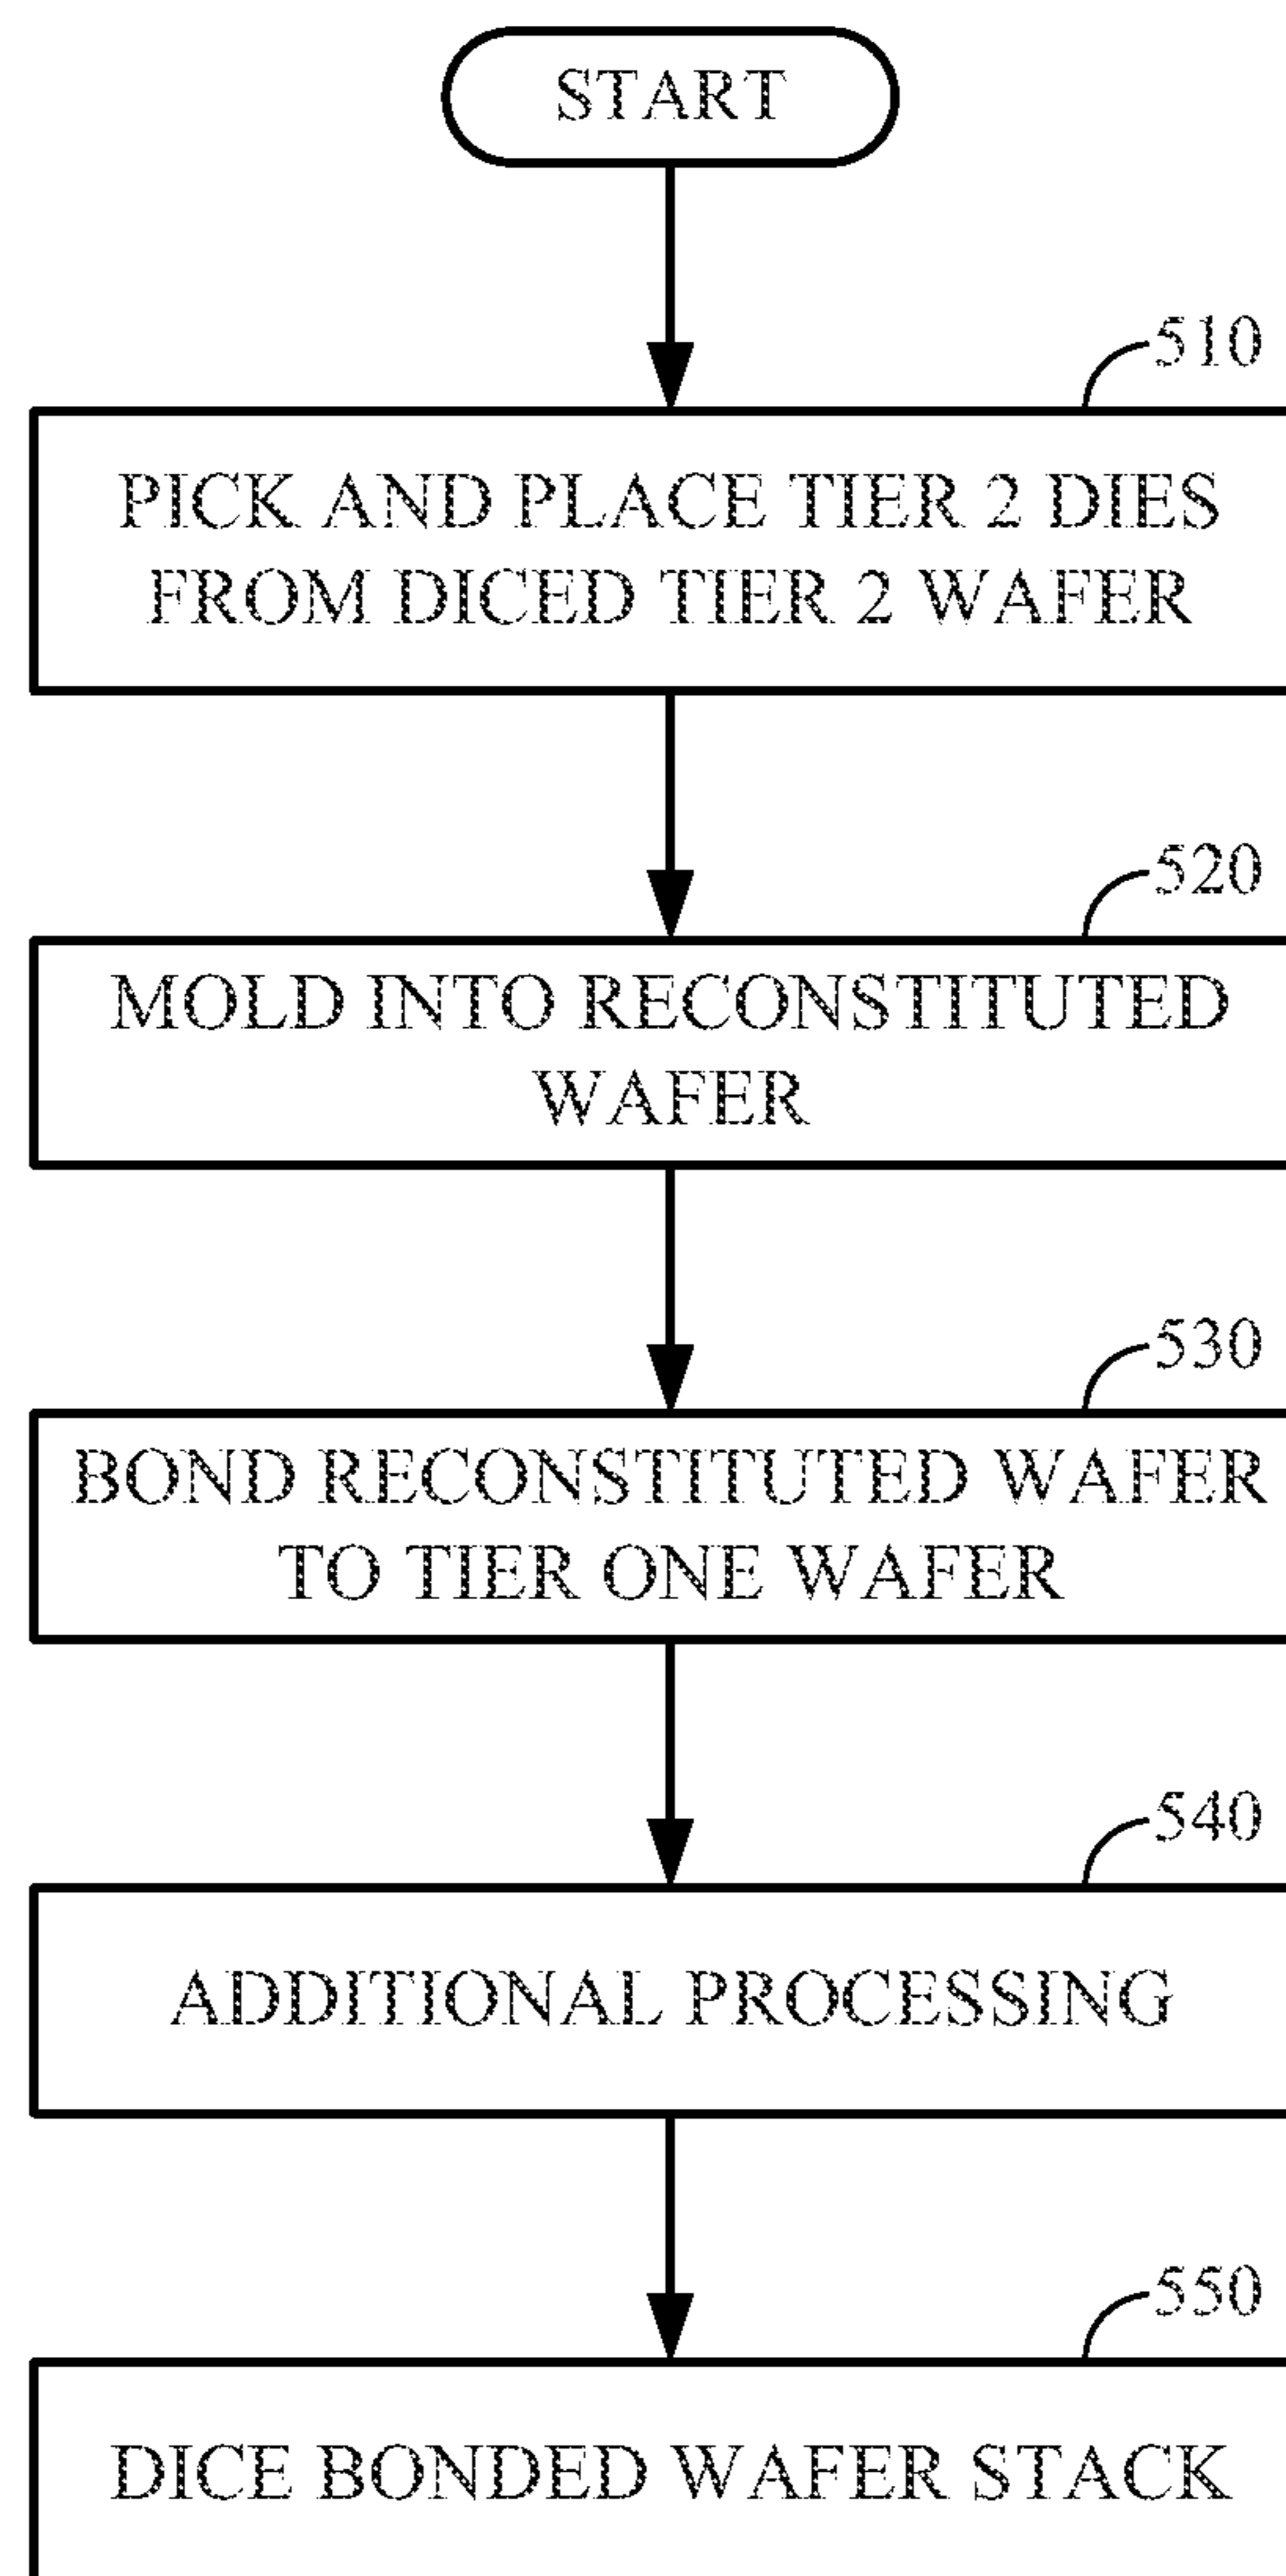 START
510
PICK AND PLACE TIER 2 DIES
FROM DICED TIER 2 WAFER
520
MOLD INTO RECONSTITUTED
WAFER
530
BOND RECONSTITUTED WAFER
TO TIER ONE WAFER
540
ADDITIONAL PROCESSING
550
DICE BONDED WAFER STACK